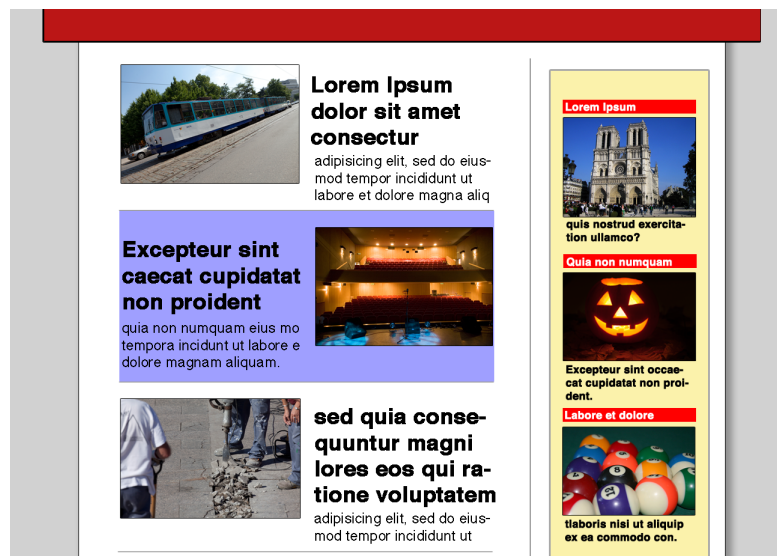 Lorem Ipsum
dolor sit amet
consectur
adipisicing elit, sed do eius-
mod tempor incididunt ut
labore et dolore magna aliq
Excepteur sint
caecat cupidatat
non proident
quia non numquam eius mo
tempora incidunt ut labore e
dolore magnam aliquam.
sed quia conse-
quuntur magni
lores eos qui ra-
tione voluptatem
adipisicing elit, sed do eius-
mod tempor incididunt ut
Lorem Ipsum
quis nostrud exercita-
tion ullamco?
Quia non numquam
Excepteur sint occae-
cat cupidatat non proi-
dent.
Labore et dolore
tlaboris nisi ut aliquip
ex ea commodo con.